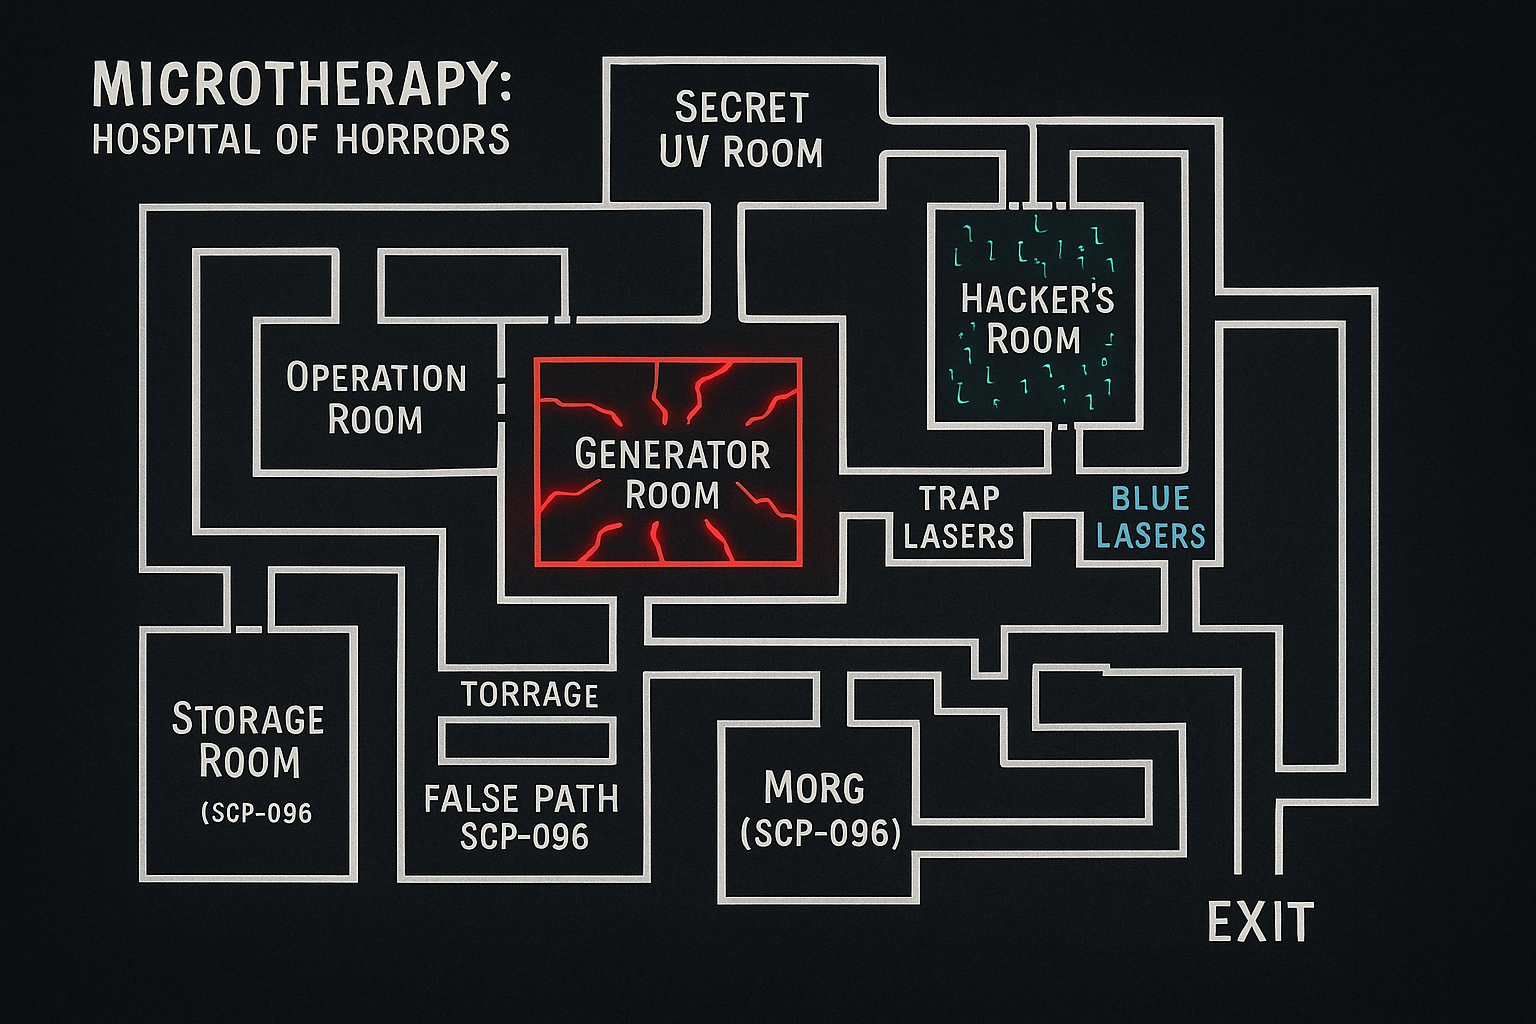 MICROTHERAPY:
HOSPITAL OF HORRORS
SECRET
UV ROOM
HACKER'S
ROOM
OPERATION
ROOM
GENERATOR
ROOM
TRAP
LASERS
BLUE
LASERS
TORRAGE
STORAGE
ROOM
(SCP-096
FALSE PATH
SCP-096
MORG
(SCP-096)
EXIT